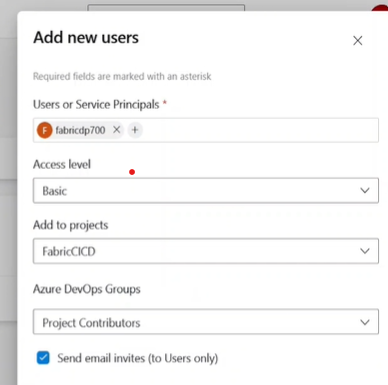 Add new users
Required fields are marked with an asterisk
Users or Service Principals *
F fabricdp700
Access level
Basic
Add to projects
FabricCICD
Azure DevOps Groups
Project Contributors
Send email invites (to Users only)